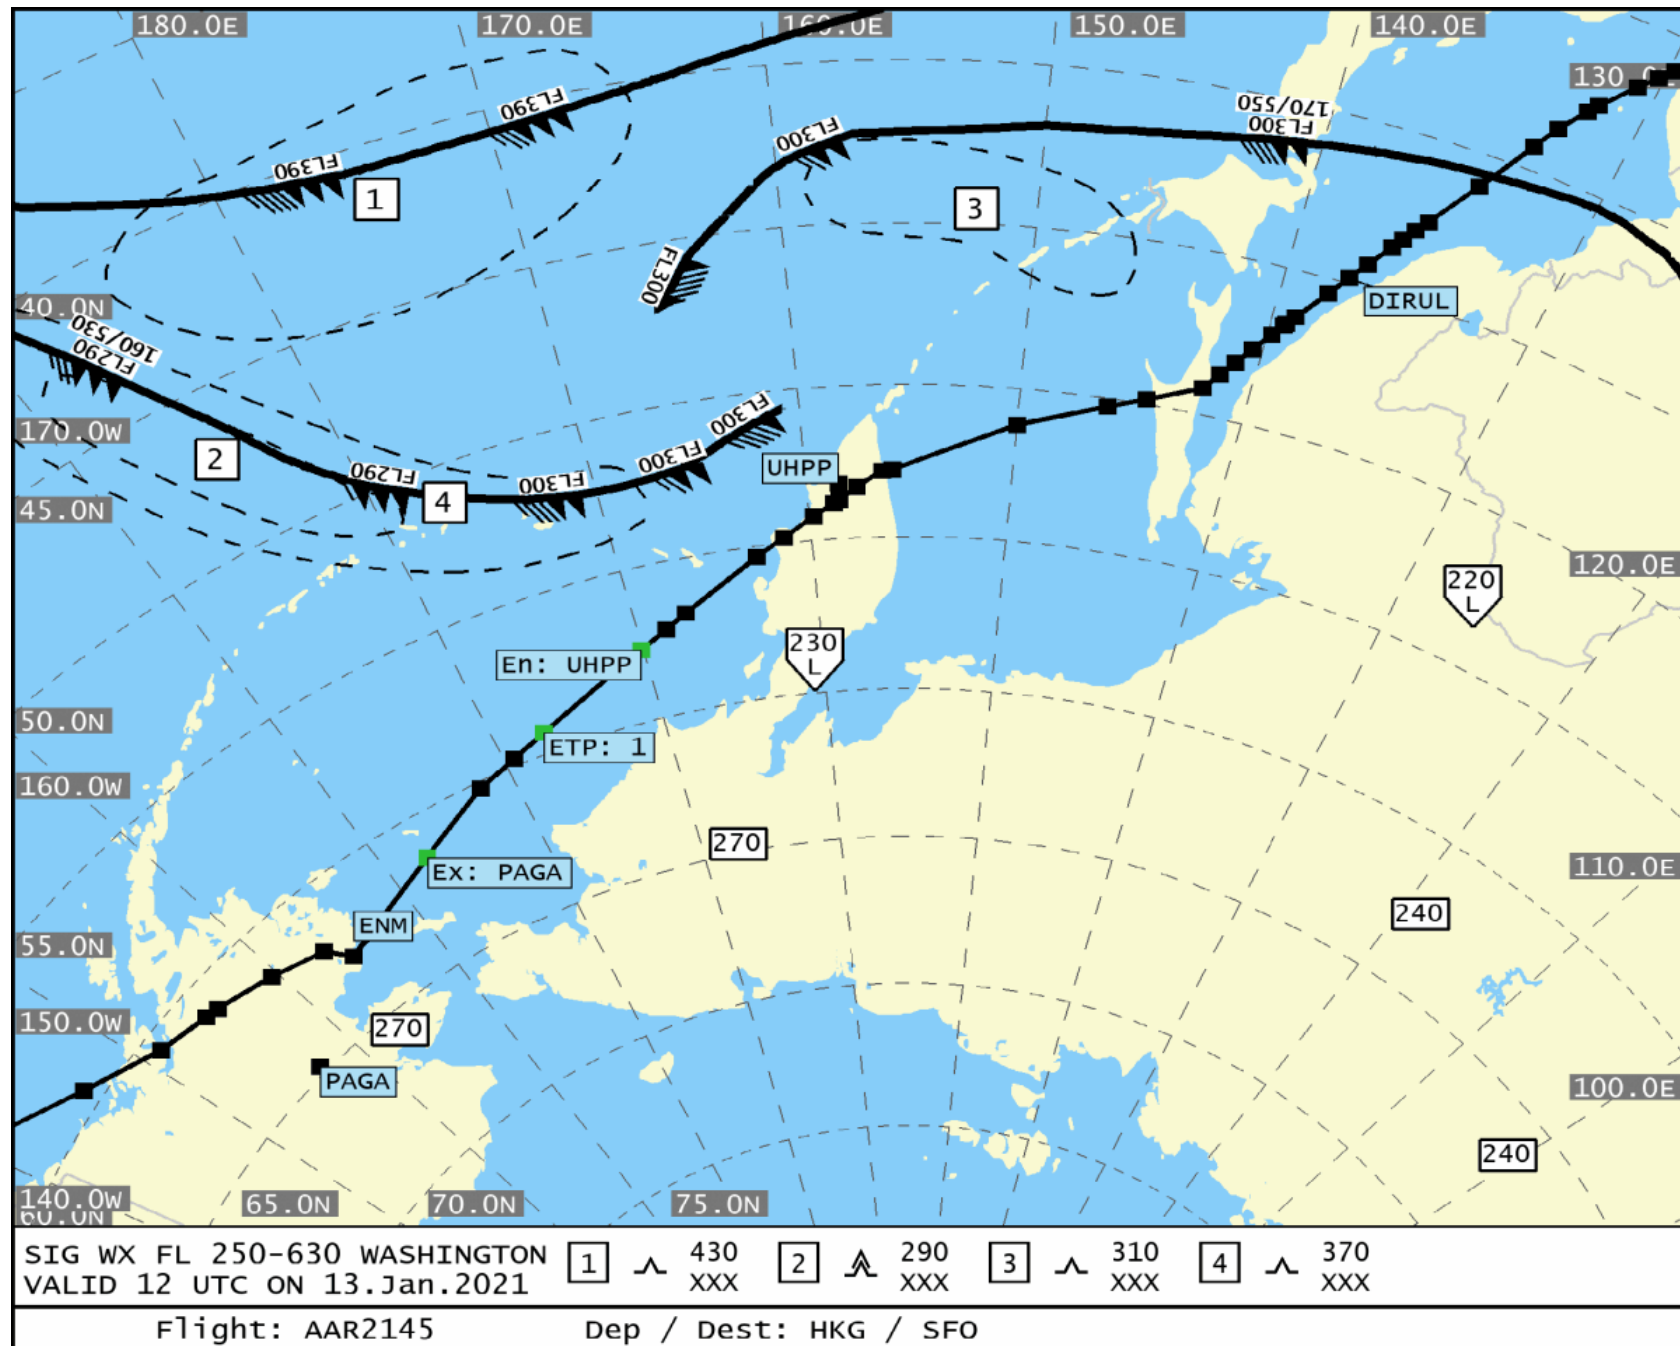 180.0E
170.0E
160.0E
150.0E
140.0E
130.0E
FL390
FL390
1
FL300
170/550
FL300
3
FL300
DIRUL
40.0N
160/530
FL290
170.0W
2
FL290
4
FL300
FL300
FL300
UHPP
45.0N
120.0E
220
L
230
L
En: UHPP
50.0N
ETP: 1
160.0W
270
Ex: PAGA
110.0E
240
ENM
55.0N
150.0W
270
PAGA
100.0E
240
140.0W
60.0N
65.0N
70.0N
75.0N
SIG WX FL 250-630 WASHINGTON
VALID 12 UTC ON 13.Jan.2021
1 430
XXX
2 290
XXX
3 310
XXX
4 370
XXX
Flight: AAR2145 Dep / Dest: HKG / SFO